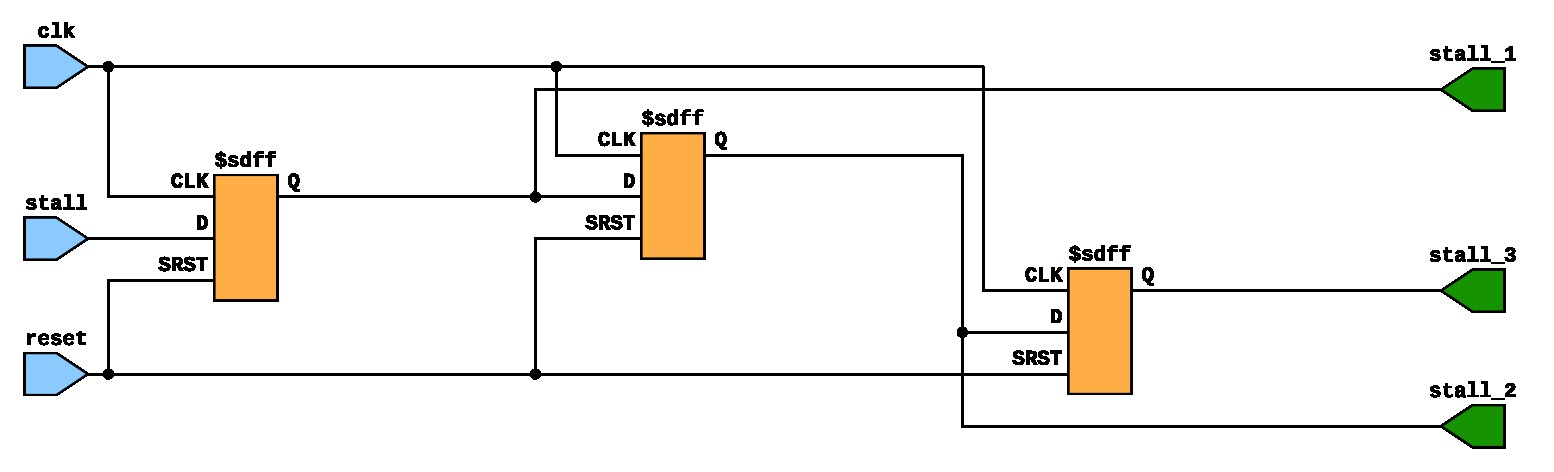 clk
stall_1
$sdff
CLK
Q
$sdff
D
CLK
Q
stall
D
SRST
SRST
$sdff
stall_3
CLK
Q
reset
D
SRST
stall_2